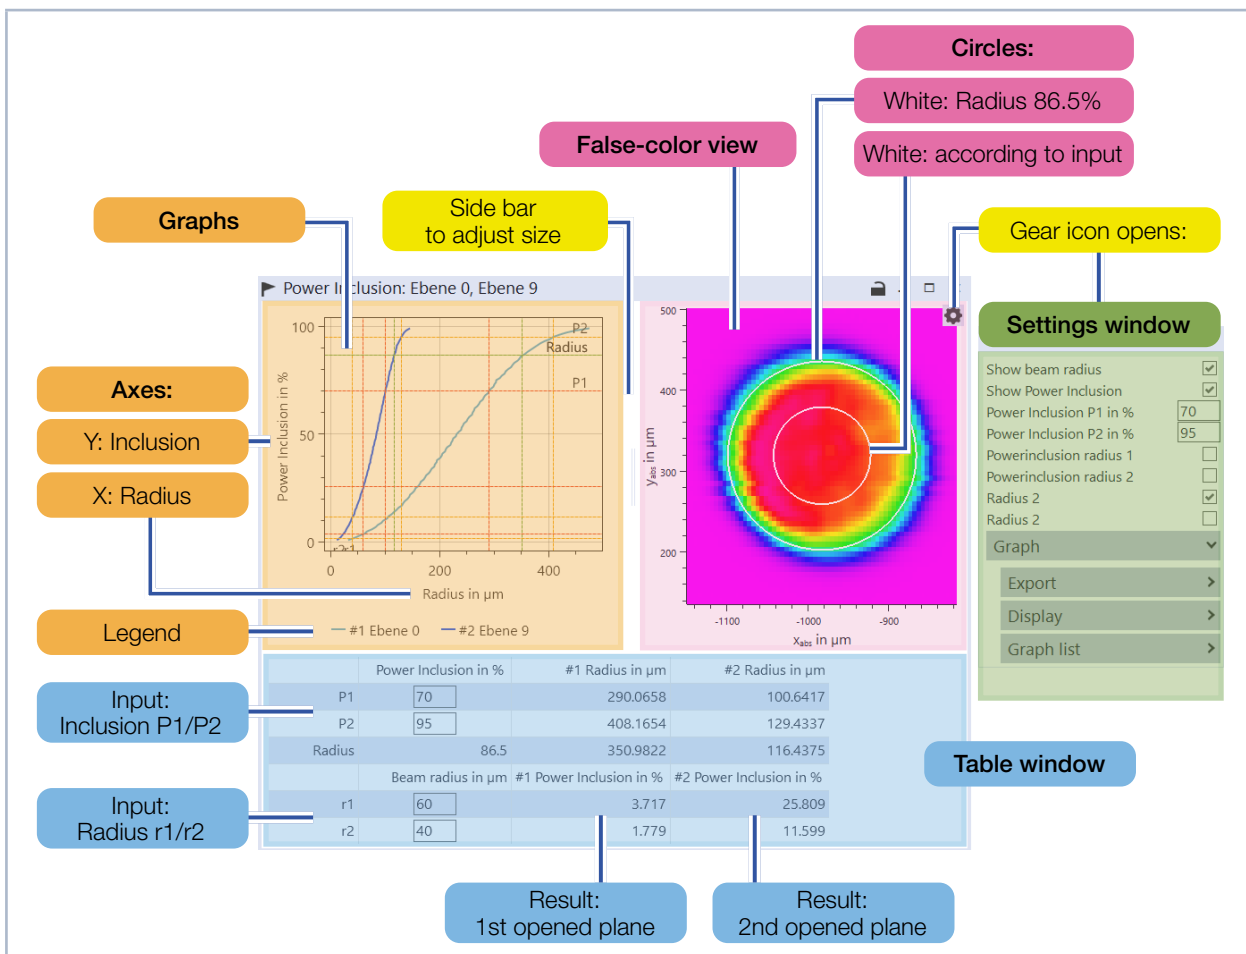 Circles:
White: Radius 86.5%
False-color view
White: according to input
Graphs
Side bar
to adjust size
Gear icon opens:
Power Inclusion: Ebene 0, Ebene 9
Settings window
Axes:
Y: Inclusion
X: Radius
Legend
Power Inclusion in %
100
50
0
P2
Radius
P1
r2r1
0
200
400
Radius in µm
#1 Ebene 0
#2 Ebene 9
yabs in µm
500
400
300
200
-1100
-1000
-900
xabs in µm
Show beam radius
Show Power Inclusion
Power Inclusion P1 in % 70
Power Inclusion P2 in % 95
Powerinclusion radius 1
Powerinclusion radius 2
Radius 2
Radius 2
Graph
Export
Display
Graph list
Input:
Inclusion P1/P2
Input:
Radius r1/r2
Power Inclusion in % #1 Radius in µm #2 Radius in µm
P1 70 290.0658 100.6417
P2 95 408.1654 129.4337
Radius 86.5 350.9822 116.4375
Beam radius in µm #1 Power Inclusion in % #2 Power Inclusion in %
r1 60 3.717 25.809
r2 40 1.779 11.599
Table window
Result:
1st opened plane
Result:
2nd opened plane